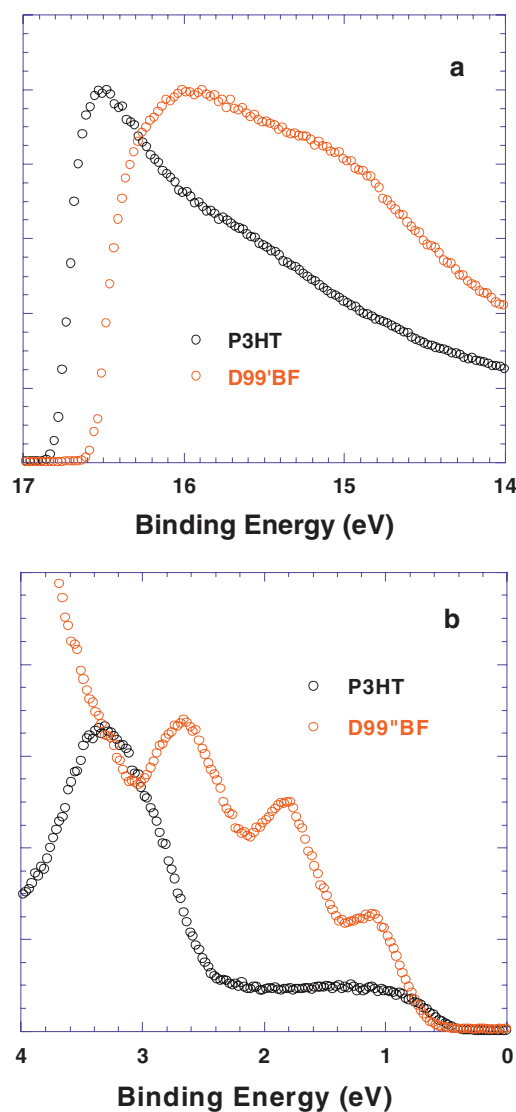 a
P3HT
D99'BF
17 16 15 14
Binding Energy (eV)
b
P3HT
D99"BF
4 3 2 1 0
Binding Energy (eV)